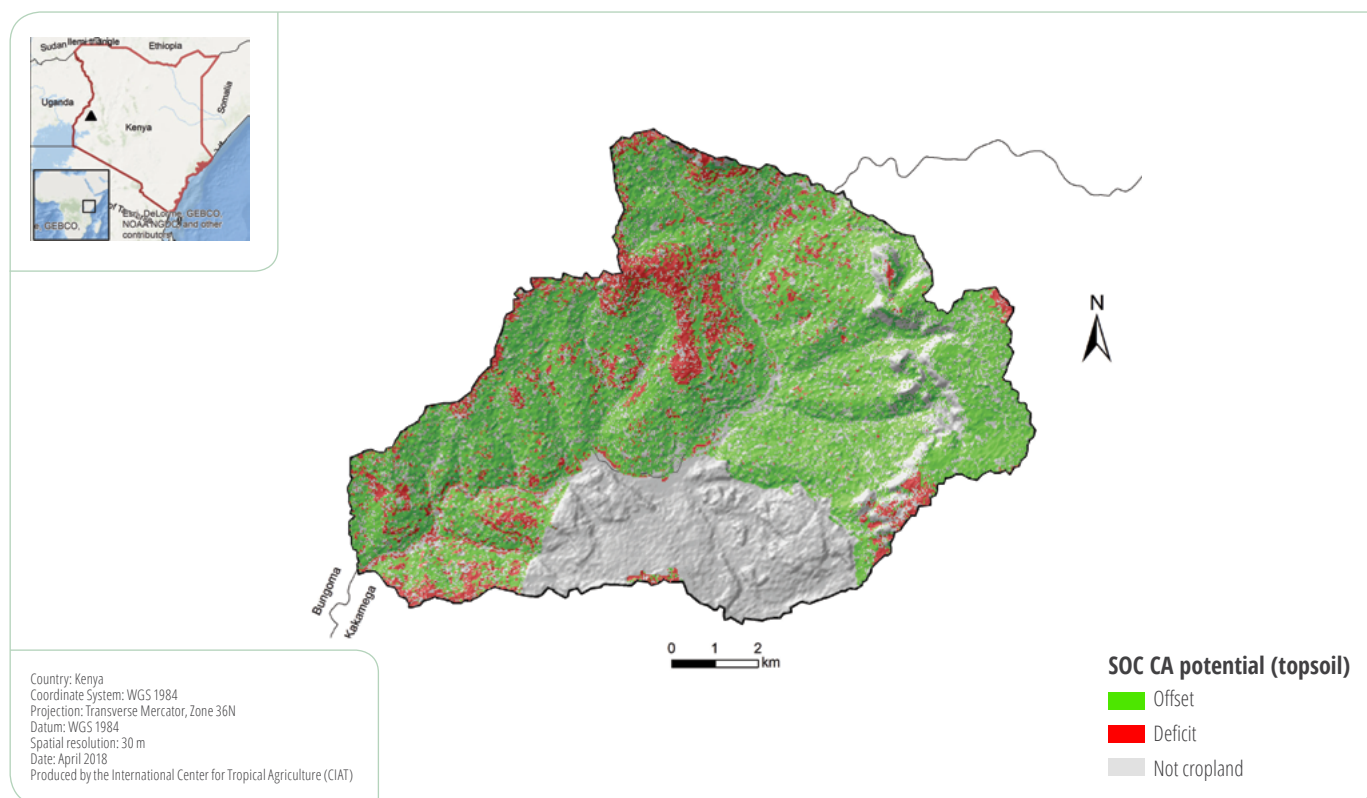 Sudan
Ilemi triangle
Ethiopia
Uganda
Somalia
Kenya
Esri, DeLorme, GEBCO,
NOAA NGDC, and other
contributors
e, GEBCO,
N
Bungoma
Kakamega
0 1 2
km
SOC CA potential (topsoil)
Offset
Deficit
Not cropland
Country: Kenya
Coordinate System: WGS 1984
Projection: Transverse Mercator, Zone 36N
Datum: WGS 1984
Spatial resolution: 30 m
Date: April 2018
Produced by the International Center for Tropical Agriculture (CIAT)